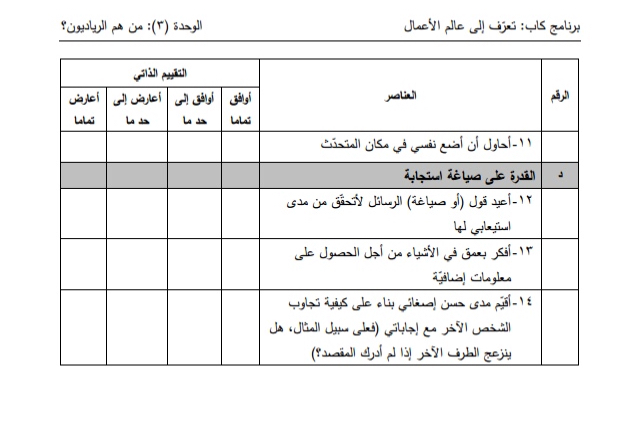 برنامج كاب: تعرّف إلى عالم الأعمال الوحدة (٣): من هم الرياديون؟
الرقم العناصر التقييم الذاتي
أوافق تماما أوافق إلى حد ما أعارض إلى حد ما أعارض تماما
١١-أحاول أن أضع نفسي في مكان المتحدّث
د القدرة على صياغة استجابة
١٢-أعيد قول (أو صياغة) الرسائل لأتحقّق من مدى
استيعابي لها
١٣-أفكر بعمق في الأشياء من أجل الحصول على
معلومات إضافيّة
١٤-أقيّم مدى حسن إصغائي بناء على كيفية تجاوب
الشخص الآخر مع إجاباتي (فعلى سبيل المثال، هل
ينزعج الطرف الآخر إذا لم أدرك المقصد؟)